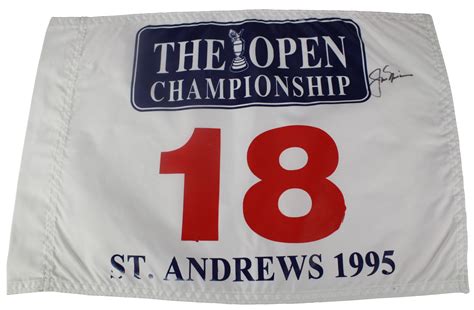 THE OPEN
CHAMPIONSHIP
18
ST. ANDREWS 1995